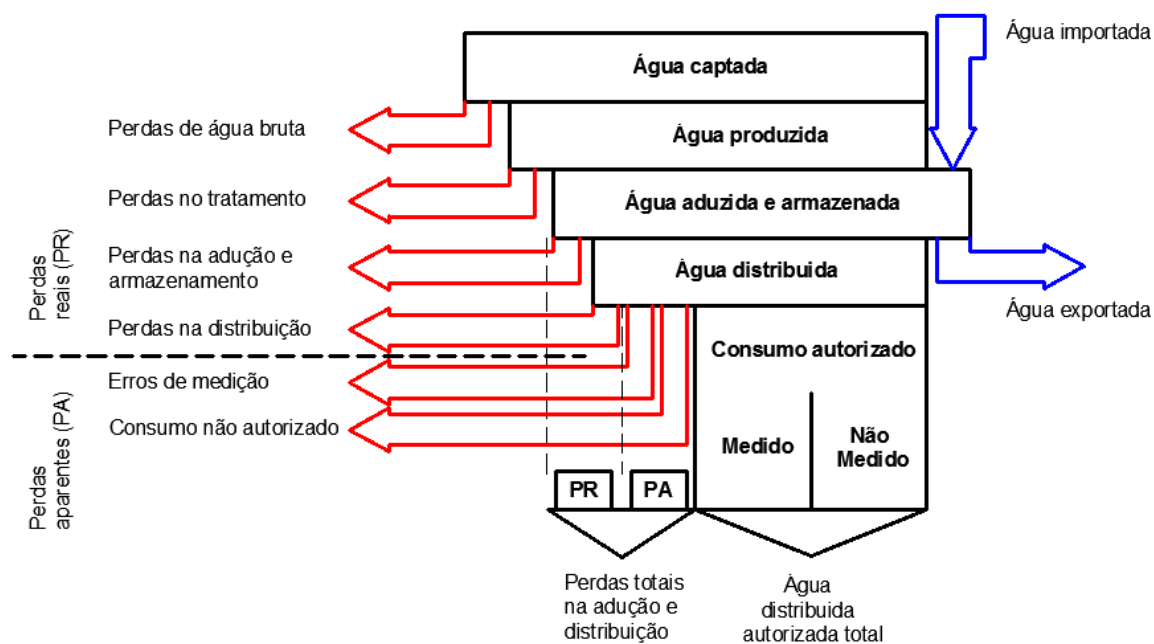 Água captada
Água importada
Perdas de água bruta
Água produzida
Perdas no tratamento
Água aduzida e armazenada
Perdas
reais (PR)
Perdas na adução e
armazenamento
Água distribuida
Água exportada
Perdas na distribuição
Perdas
aparentes (PA)
Erros de medição
Consumo não autorizado
Consumo autorizado
Medido
Não
Medido
PR
PA
Perdas totais
na adução e
distribuição
Água
distribuida
autorizada total